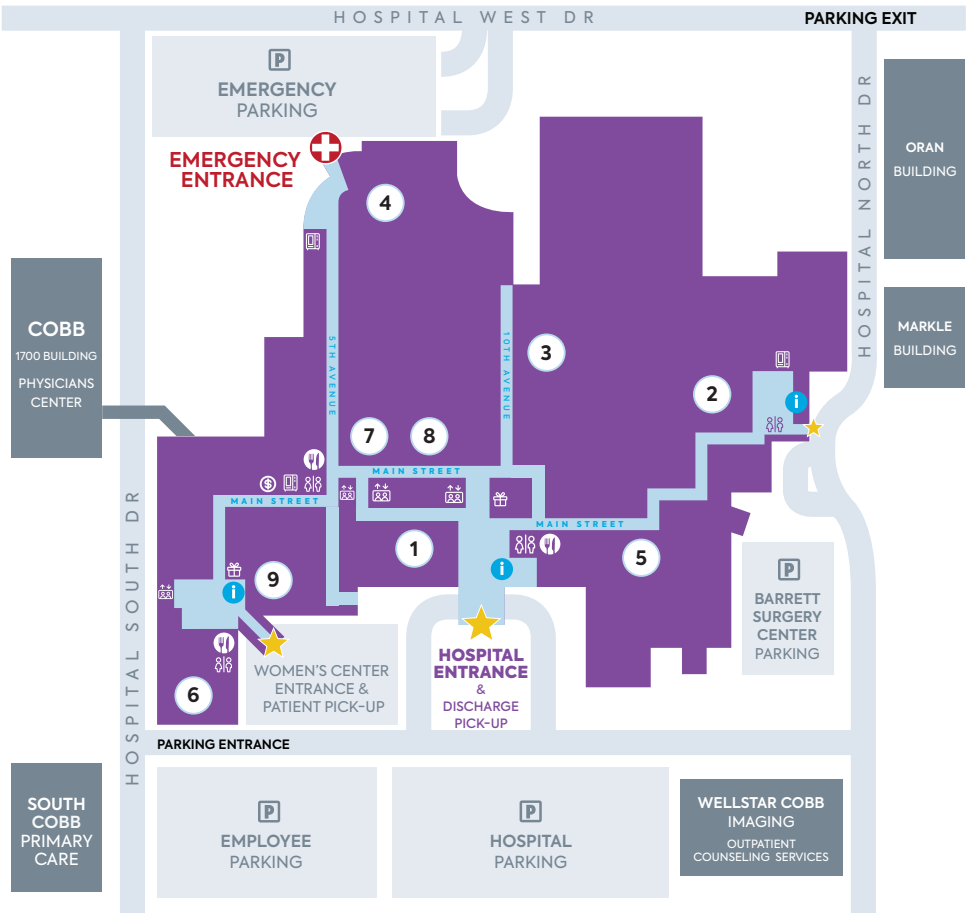 HOSPITAL WEST DR
PARKING EXIT
P
EMERGENCY
PARKING
HOSPITAL NORTH DR
ORAN
BUILDING
EMERGENCY
ENTRANCE
4
COBB
1700 BUILDING
PHYSICIANS
CENTER
MARKLE
BUILDING
5TH AVENUE
10TH AVENUE
3
2
i
7
8
MAIN STREET
$
MAIN STREET
MAIN STREET
1
5
i
HOSPITAL SOUTH DR
9
i
P
BARRETT
SURGERY
CENTER
PARKING
HOSPITAL
ENTRANCE
&
DISCHARGE
PICK-UP
WOMEN'S CENTER
ENTRANCE &
PATIENT PICK-UP
6
PARKING ENTRANCE
SOUTH
COBB
PRIMARY
CARE
P
EMPLOYEE
PARKING
P
HOSPITAL
PARKING
WELLSTAR COBB
IMAGING
OUTPATIENT
COUNSELING SERVICES